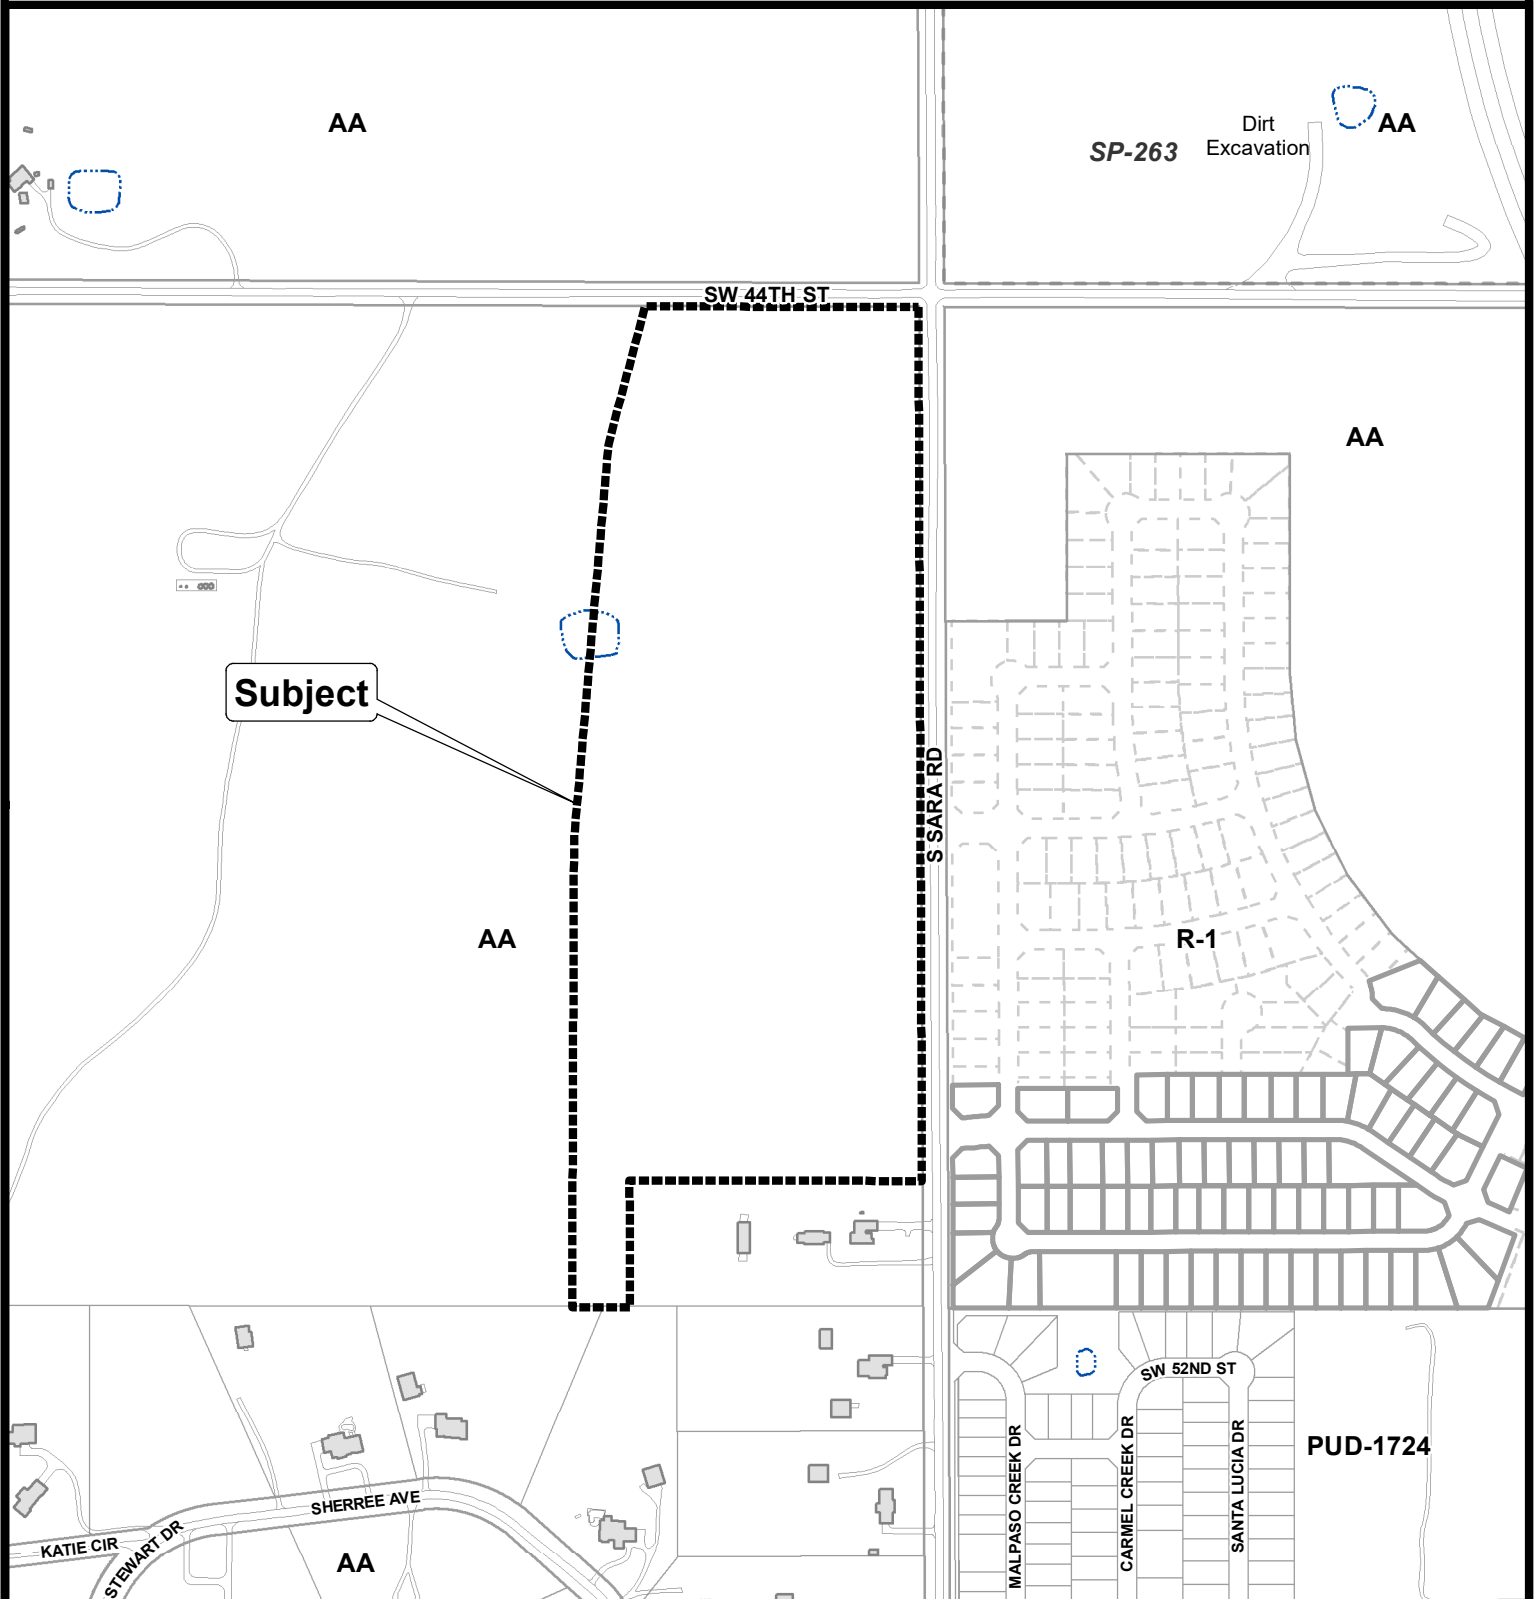 AA
Dirt
Excavation
AA
SP-263
SW 44TH ST
AA
Subject
S SARA RD
AA
R-1
SW 52ND ST
MALPASO CREEK DR
CARMEL CREEK DR
SANTA LUCIA DR
PUD-1724
SHERREE AVE
KATIE CIR
STEWART DR
AA